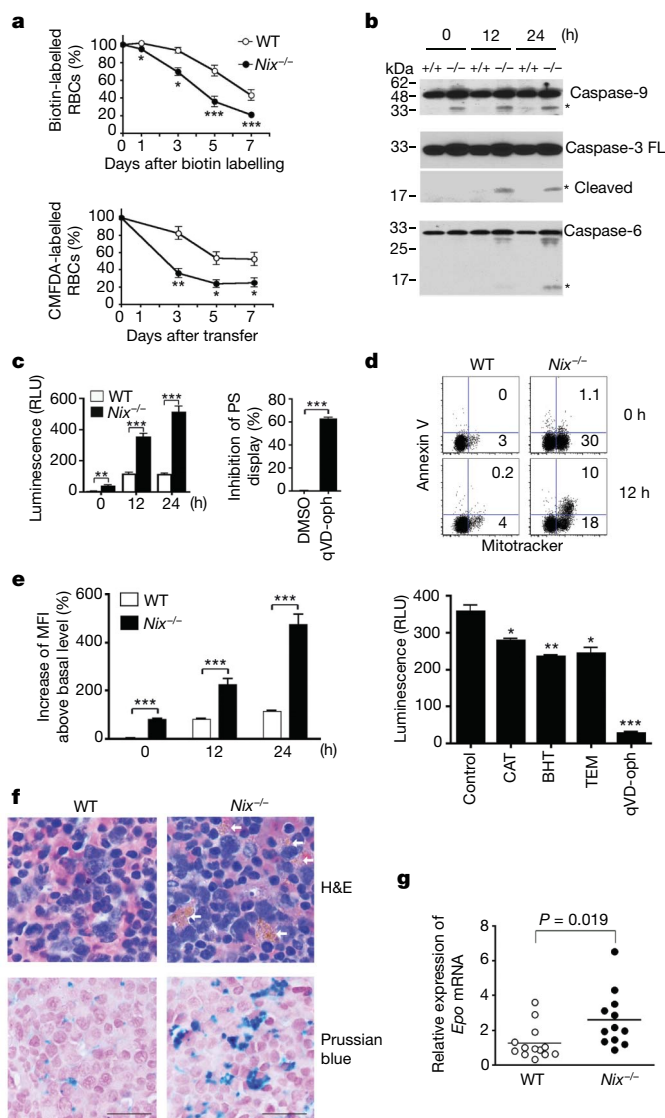 a
Biotin-labelled
RBCs (%)
100
80
60
40
20
0
WT
Nix−/−
*
*
***
***
0 1 3 5 7
Days after biotin labelling
CMFDA-labelled
RBCs (%)
100
80
60
40
20
0
**
*
*
0 3 5 7
Days after transfer
b
0 12 24 (h)
kDa +/+ −/− +/+ −/− +/+ −/−
62
48
33
Caspase-9
*
33
Caspase-3 FL
17
* Cleaved
33
25
17
Caspase-6
*
c
Luminescence (RLU)
600
400
200
0
WT
Nix−/−
**
***
***
0 12 24 (h)
Inhibition of PS
display (%)
80
60
40
20
0
***
DMSO
qVD-oph
d
WT Nix−/−
Annexin V
0 1.1
3 30
0 h
0.2 10
4 18
12 h
Mitotracker
e
Increase of MFI
above basal level (%)
600
400
200
0
WT
Nix−/−
***
***
***
0 12 24 (h)
Luminescence (RLU)
400
300
200
100
0
*
**
*
***
Control
CAT
BHT
TEM
qVD-oph
f
WT Nix−/−
H&E
Prussian
blue
g
Relative expression of
Epo mRNA
8
6
4
2
0
P = 0.019
WT Nix−/−